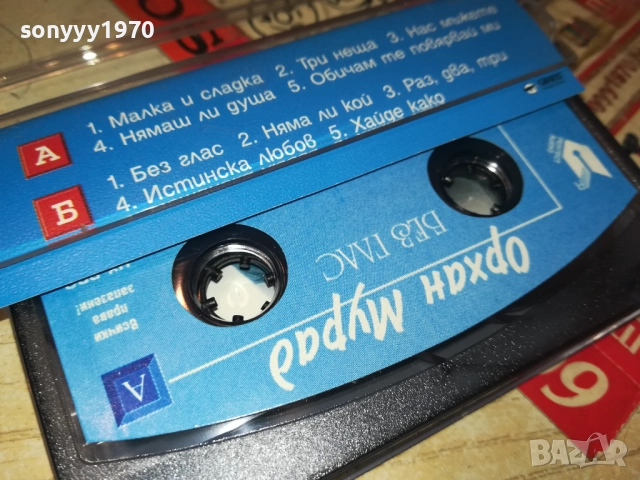 sonyyy1970
А
1. Малка и сладка 2. Три неща 3. Нас мъжете
4. Нямаш ли душа 5. Обичам те повярвай ми
Б
1. Без глас 2. Няма ли кой 3. Раз, два, три
4. Истинска любов 5. Хайде како
Орхан Мурад
БЕЗ ГЛАС
Всички
права
запазени!
А
BAZAR
bg